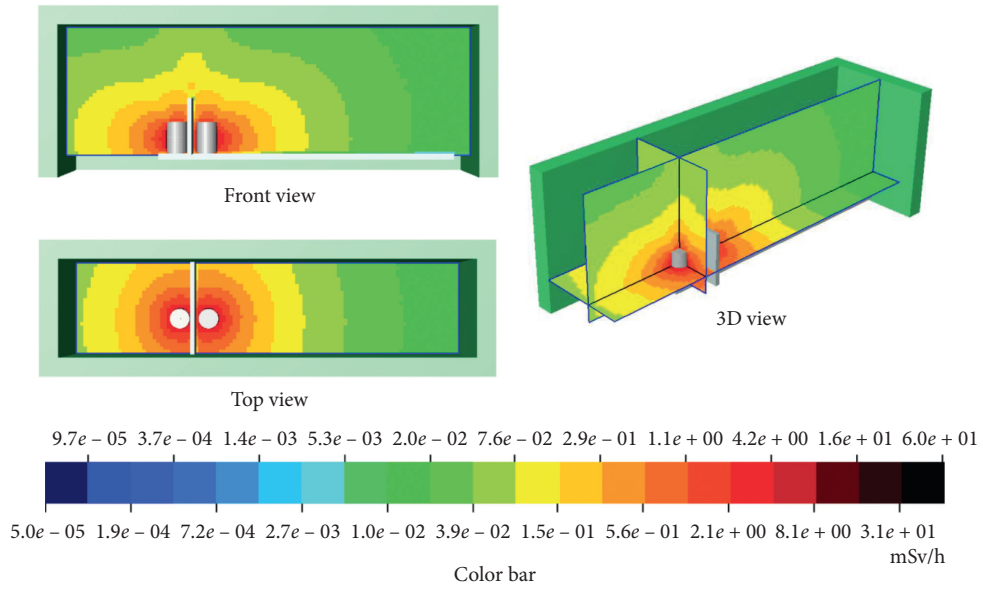 Front view
3D view
Top view
9.7e – 05 3.7e – 04 1.4e – 03 5.3e – 03 2.0e – 02 7.6e – 02 2.9e – 01 1.1e + 00 4.2e + 00 1.6e + 01 6.0e + 01
5.0e – 05 1.9e – 04 7.2e – 04 2.7e – 03 1.0e – 02 3.9e – 02 1.5e – 01 5.6e – 01 2.1e + 00 8.1e + 00 3.1e + 01
mSv/h
Color bar